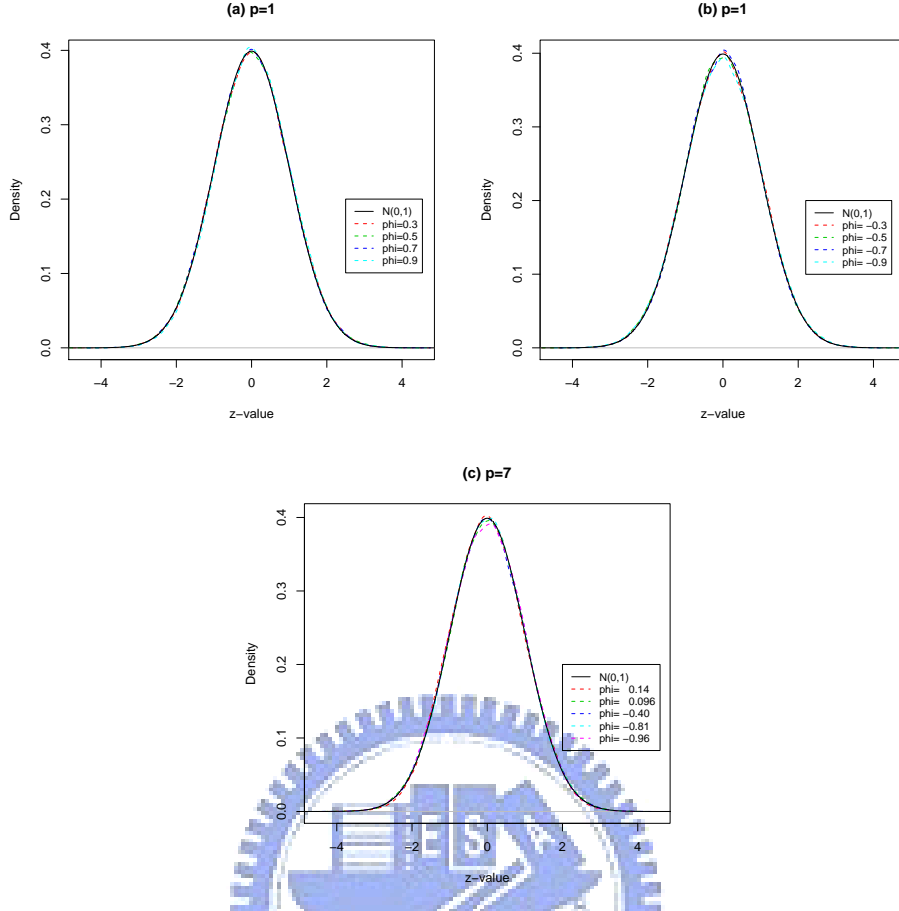 (a) p=1
Density
0.0 0.1 0.2 0.3 0.4
−4 −2 0 2 4
z−value
N(0,1)
phi=0.3
phi=0.5
phi=0.7
phi=0.9
(b) p=1
Density
0.0 0.1 0.2 0.3 0.4
−4 −2 0 2 4
z−value
N(0,1)
phi= −0.3
phi= −0.5
phi= −0.7
phi= −0.9
(c) p=7
Density
0.0 0.1 0.2 0.3 0.4
−4 −2 0 2 4
z−value
N(0,1)
phi= 0.14
phi= 0.096
phi= −0.40
phi= −0.81
phi= −0.96
E S A